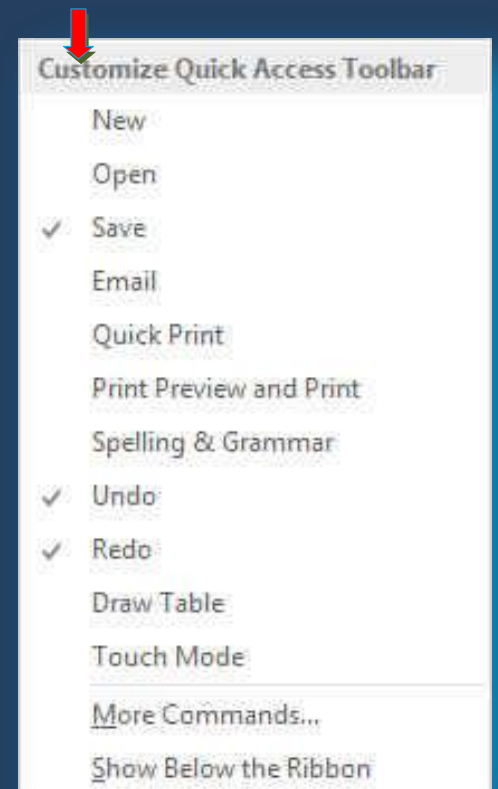 Customize Quick Access Toolbar
New
Open
Save
Email
Quick Print
Print Preview and Print
Spelling & Grammar
Undo
Redo
Draw Table
Touch Mode
More Commands...
Show Below the Ribbon